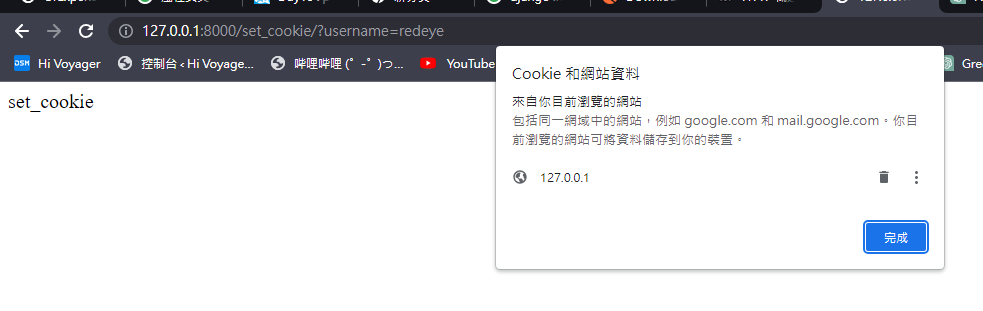 127.0.0.1:8000/set_cookie/?username=redeye
Hi Voyager
控制台 ‹ Hi Voyage...
哔哩哔哩 (゜-゜)つ...
YouTube
Gre
set_cookie
Cookie 和網站資料
來自你目前瀏覽的網站
包括同一網域中的網站，例如 google.com 和 mail.google.com。你目
前瀏覽的網站可將資料儲存到你的裝置。
127.0.0.1
完成